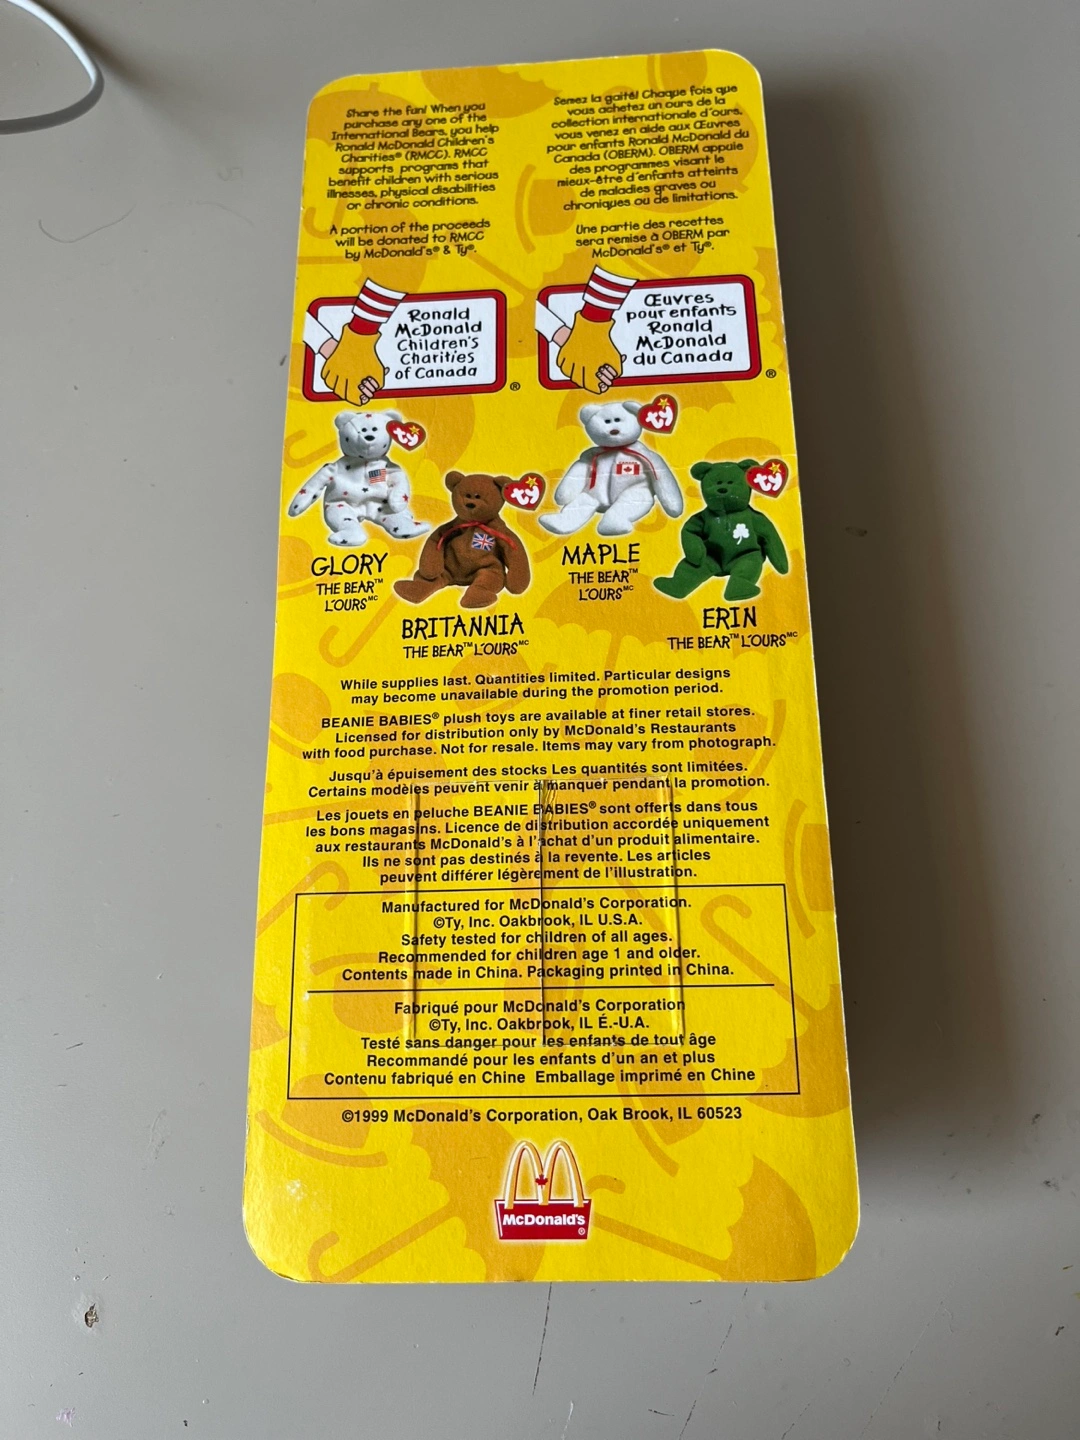 Share the fun! When you
purchase any one of the
International Bears, you help
Ronald McDonald Children's
Charities® (RMCC). RMCC
supports programs that
benefit children with serious
illnesses, physical disabilities
or chronic conditions.
A portion of the proceeds
will be donated to RMCC
by McDonald's® & Ty®.
Semez la gaité! Chaque fois que
vous achetez un ours de la
collection internationale d'ours,
vous venez en aide aux Œuvres
pour enfants Ronald McDonald du
Canada (OBERM). OBERM appuie
des programmes visant le
mieux-être d'enfants atteints
de maladies graves ou
chroniques ou de limitations.
Une partie des recettes
sera remise à OBERM par
McDonald's® et Ty®.
Ronald
McDonald
Children's
Charities
of Canada
®
Œuvres
pour enfants
Ronald
McDonald
du Canada
®
ty
ty
ty
ty
GLORY
THE BEAR™
L'OURS MC
BRITANNIA
THE BEAR™ L'OURS MC
MAPLE
THE BEAR™
L'OURS MC
ERIN
THE BEAR™ L'OURS MC
While supplies last. Quantities limited. Particular designs
may become unavailable during the promotion period.
BEANIE BABIES® plush toys are available at finer retail stores.
Licensed for distribution only by McDonald's Restaurants
with food purchase. Not for resale. Items may vary from photograph.
Jusqu'à épuisement des stocks Les quantités sont limitées.
Certains modèles peuvent venir à manquer pendant la promotion.
Les jouets en peluche BEANIE BABIES® sont offerts dans tous
les bons magasins. Licence de distribution accordée uniquement
aux restaurants McDonald's à l'achat d'un produit alimentaire.
Ils ne sont pas destinés à la revente. Les articles
peuvent différer légèrement de l'illustration.
Manufactured for McDonald's Corporation.
©Ty, Inc. Oakbrook, IL U.S.A.
Safety tested for children of all ages.
Recommended for children age 1 and older.
Contents made in China. Packaging printed in China.
Fabriqué pour McDonald's Corporation
©Ty, Inc. Oakbrook, IL É.-U.A.
Testé sans danger pour les enfants de tout âge
Recommandé pour les enfants d'un an et plus
Contenu fabriqué en Chine Emballage imprimé en Chine
©1999 McDonald's Corporation, Oak Brook, IL 60523
McDonald's
®